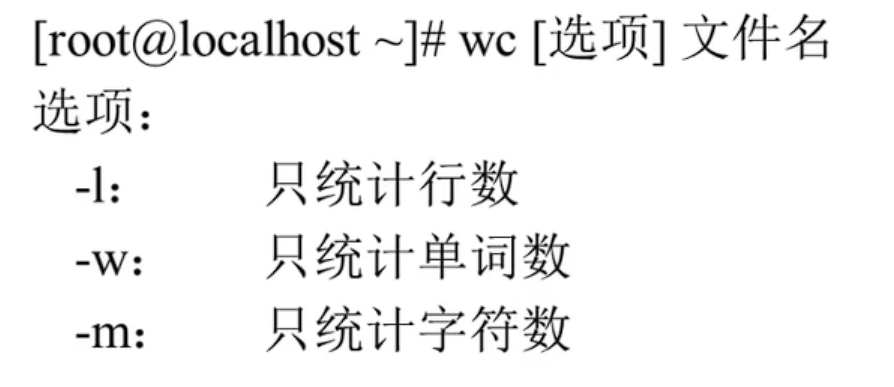 [root@localhost ~]# wc [选项] 文件名
选项：
-l： 只统计行数
-w： 只统计单词数
-m： 只统计字符数